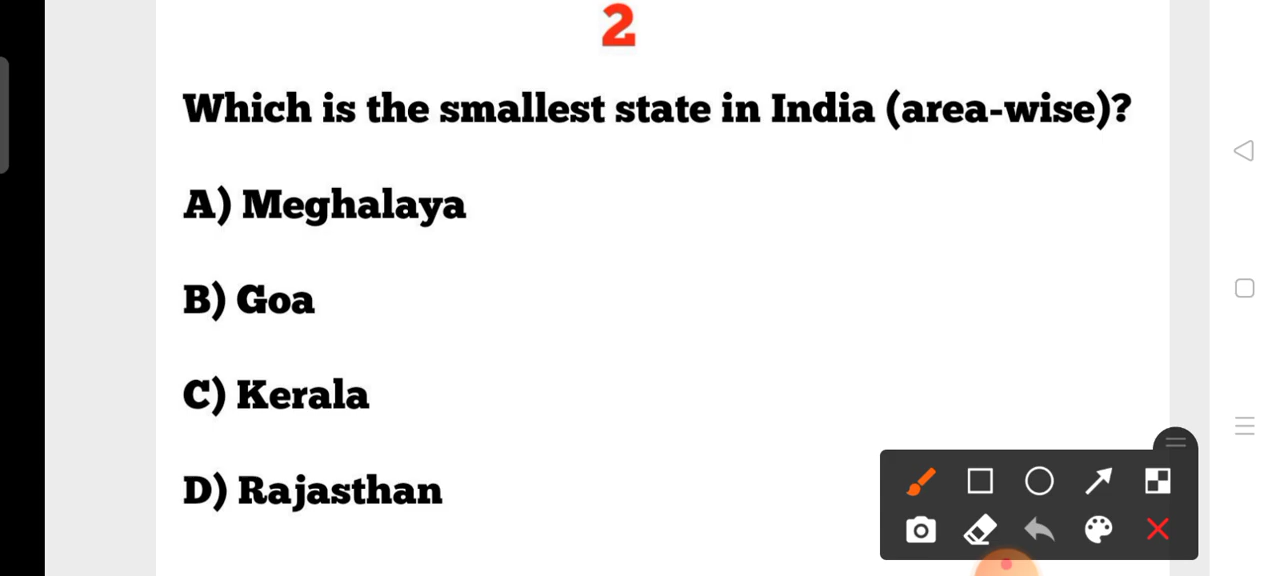 2
Which is the smallest state in India (area-wise)?
A) Meghalaya
B) Goa
C) Kerala
D) Rajasthan